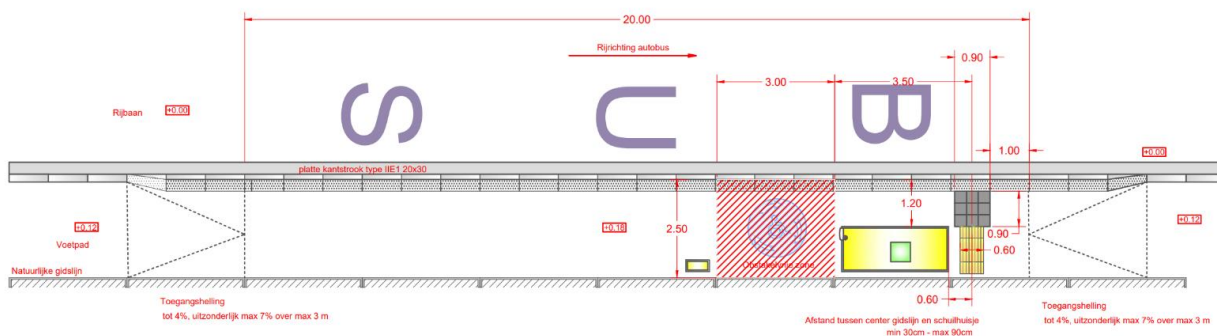 20.00
Rijrichting autobus
0.90
3.00
3.50
S U B
Rijbaan
+0.00
1.00
+0.00
platte kantstrook type IIE1 20x30
+0.12
Voetpad
+0.18
2.50
1.20
0.90
0.60
+0.12
Obstakelvrije zone
Natuurlijke gidslijn
0.60
Toegangshelling
tot 4%, uitzonderlijk max 7% over max 3 m
Afstand tussen center gidslijn en schuilhuisje
min 30cm - max 90cm
Toegangshelling
tot 4%, uitzonderlijk max 7% over max 3 m